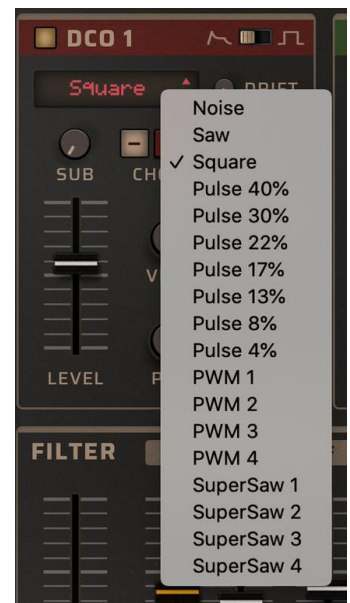 DCO 1
Square
DRIFT
SUB
LEVEL
FILTER
Noise
Saw
✓ Square
Pulse 40%
Pulse 30%
Pulse 22%
Pulse 17%
Pulse 13%
Pulse 8%
Pulse 4%
PWM 1
PWM 2
PWM 3
PWM 4
SuperSaw 1
SuperSaw 2
SuperSaw 3
SuperSaw 4